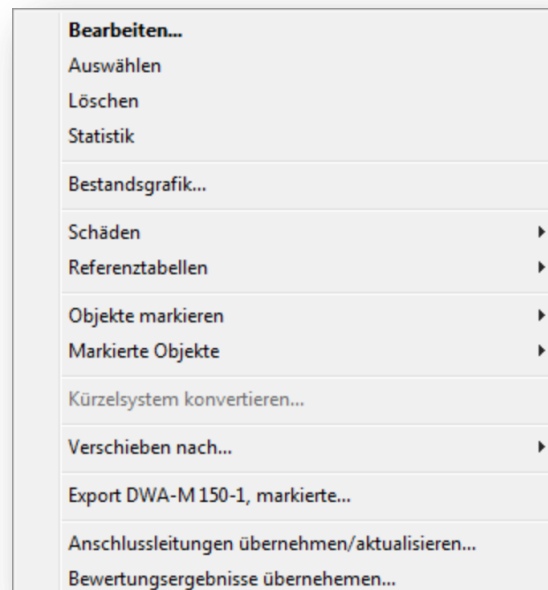 Bearbeiten...
Auswählen
Löschen
Statistik
Bestandsgrafik...
Schäden
Referenztabellen
Objekte markieren
Markierte Objekte
Kürzelsystem konvertieren...
Verschieben nach...
Export DWA-M 150-1, markierte...
Anschlussleitungen übernehmen/aktualisieren...
Bewertungsergebnisse übernehemen...